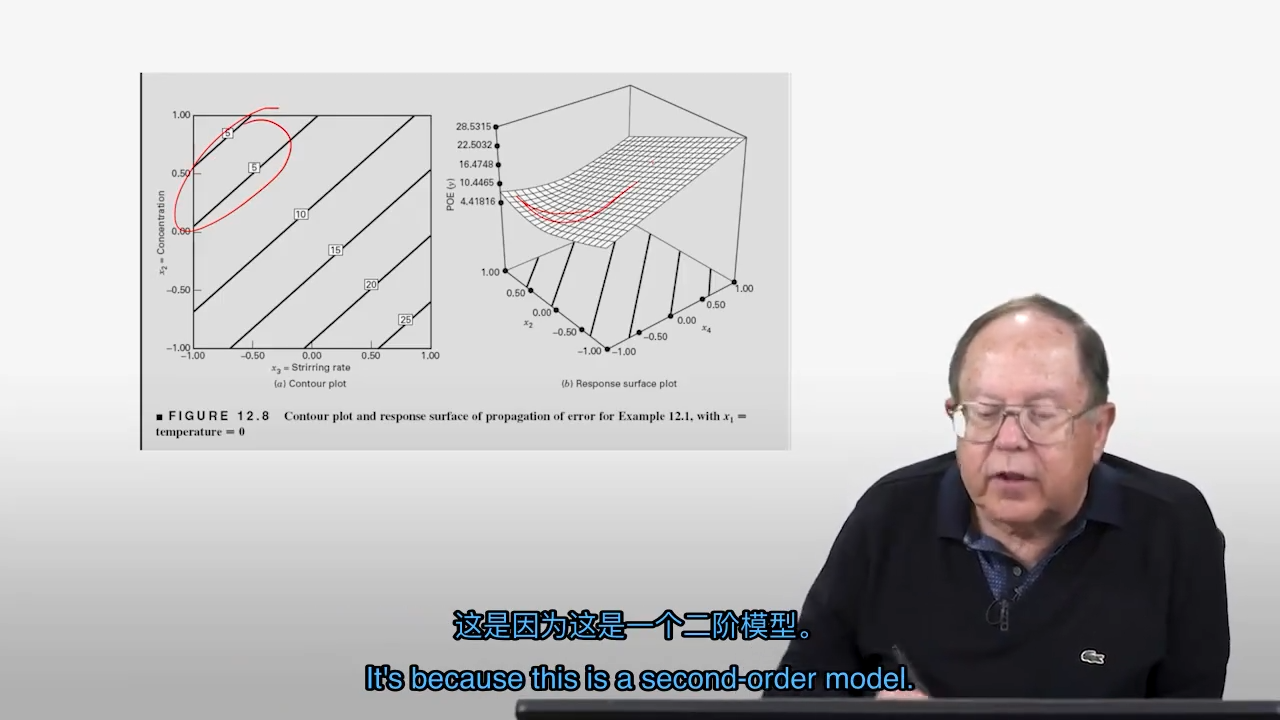 1.00
0.50
0.00
-0.50
-1.00
-1.00
-0.50
0.00
0.50
1.00
5
5
10
15
20
25
x2 = Concentration
x3 = Strirring rate
(a) Contour plot
28.5315
22.5032
16.4748
10.4465
4.41816
POE (y)
1.00
0.50
0.00
-0.50
-1.00
x2
-1.00
-0.50
0.00
0.50
1.00
x4
(b) Response surface plot
■ FIGURE 12.8 Contour plot and response surface of propagation of error for Example 12.1, with x1 =
temperature = 0
这是因为这是一个二阶模型。
It's because this is a second-order model.